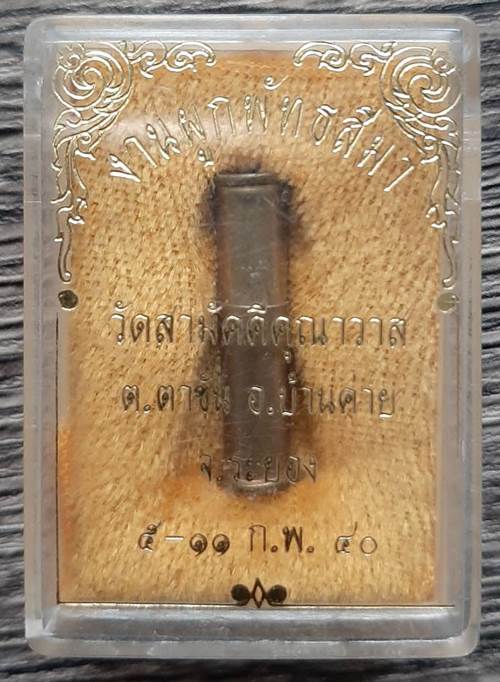 งานผูกพัทธสีมา
วัดสามัคคีคุณาวาส
ต.ตาขัน อ.บ้านค่าย
จ.ระยอง
๕-๑๑ ก.พ. ๔๐